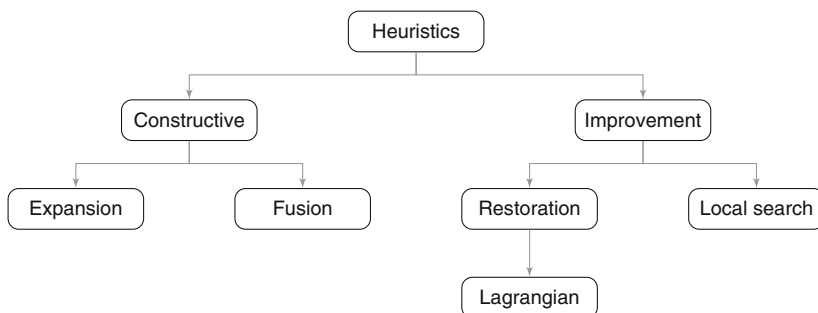 Heuristics
Constructive
Improvement
Expansion
Fusion
Restoration
Local search
Lagrangian